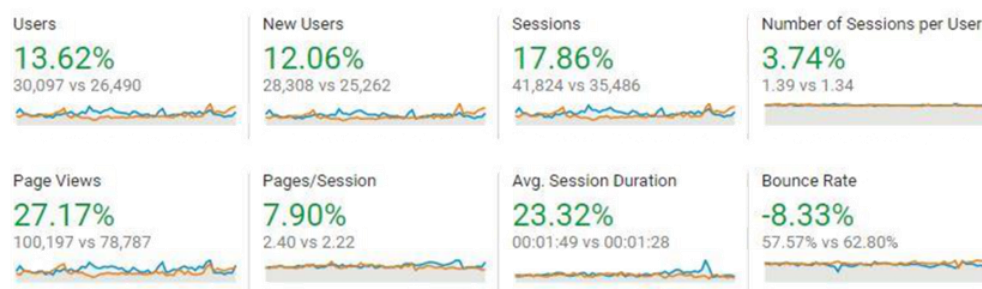 Users
13.62%
30,097 vs 26,490
New Users
12.06%
28,308 vs 25,262
Sessions
17.86%
41,824 vs 35,486
Number of Sessions per User
3.74%
1.39 vs 1.34
Page Views
27.17%
100,197 vs 78,787
Pages/Session
7.90%
2.40 vs 2.22
Avg. Session Duration
23.32%
00:01:49 vs 00:01:28
Bounce Rate
-8.33%
57.57% vs 62.80%